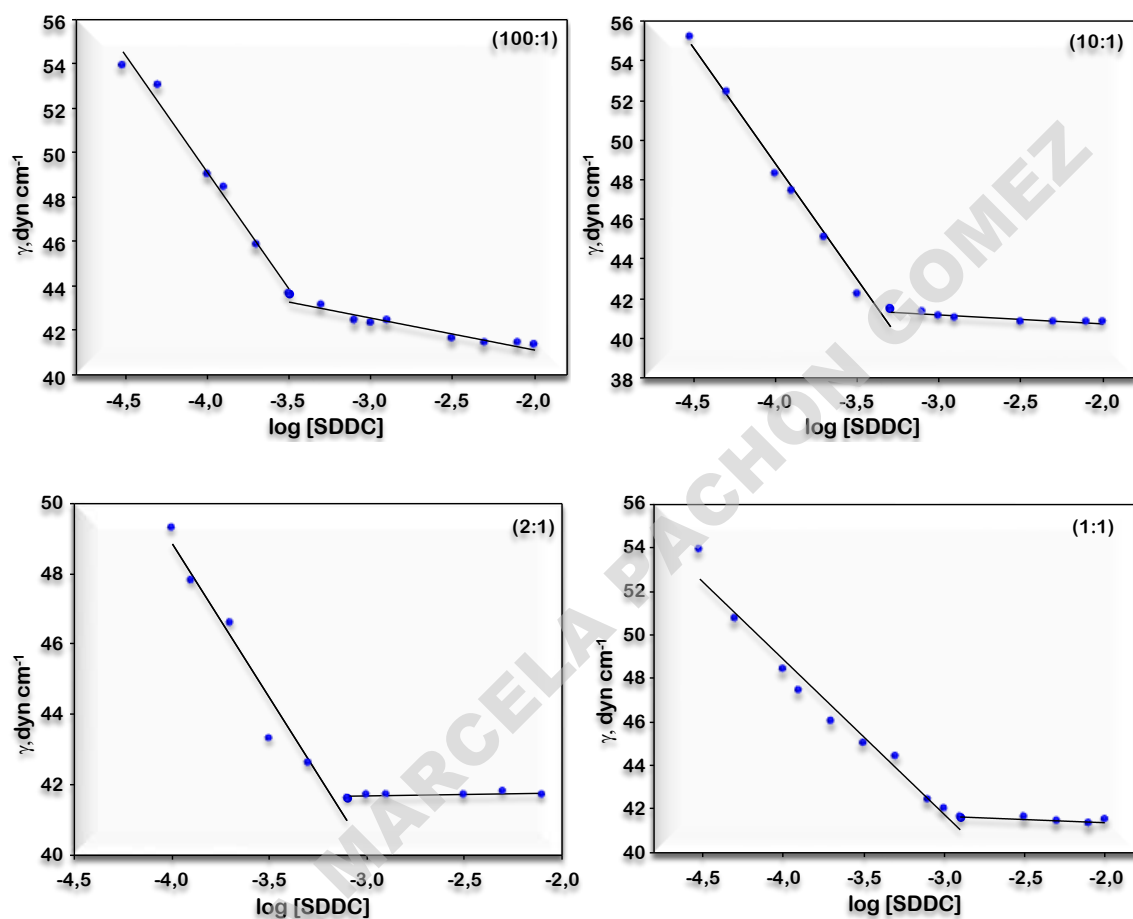 (100:1)
56
54
52
50
48
46
44
42
40
γ,dyn cm-1
-4,5 -4,0 -3,5 -3,0 -2,5 -2,0
log [SDDC]
(10:1)
56
54
52
50
48
46
44
42
40
38
γ,dyn cm-1
-4,5 -4,0 -3,5 -3,0 -2,5 -2,0
log [SDDC]
(2:1)
50
48
46
44
42
40
γ,dyn cm-1
-4,5 -4,0 -3,5 -3,0 -2,5 -2,0
log [SDDC]
(1:1)
56
54
52
50
48
46
44
42
40
γ,dyn cm-1
-4,5 -4,0 -3,5 -3,0 -2,5 -2,0
log [SDDC]
MARCELA PACHON GOMEZ